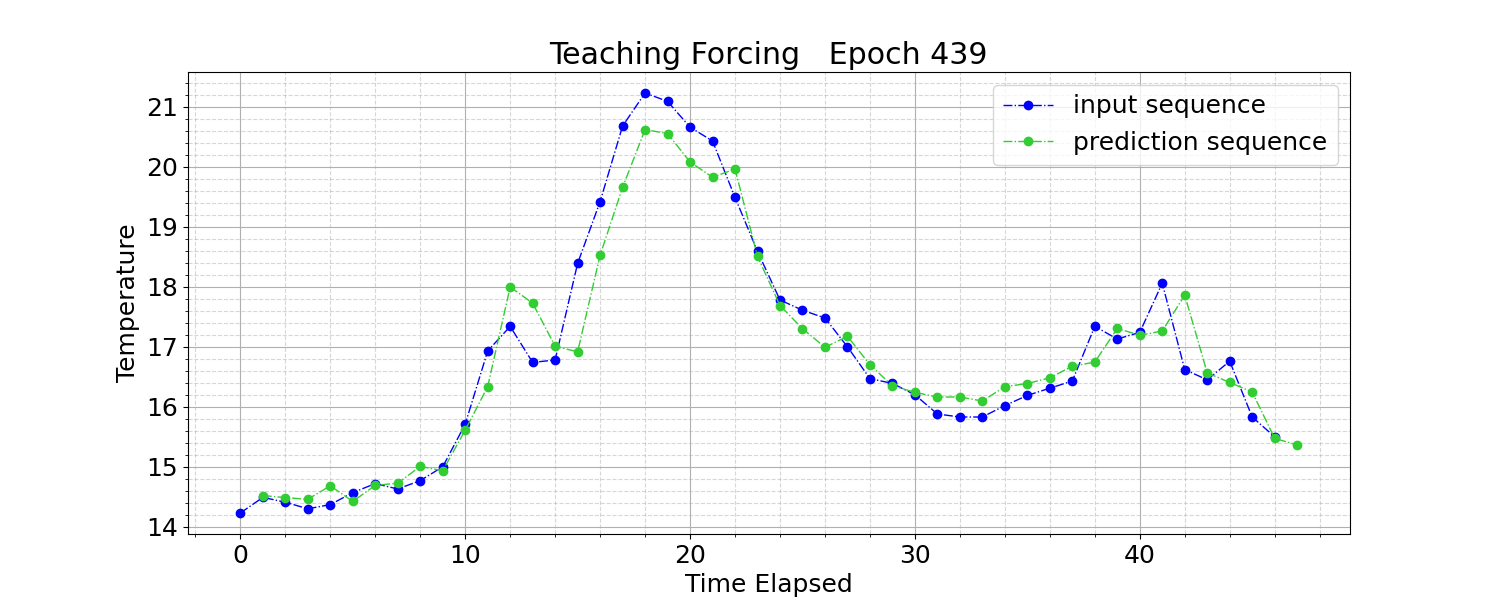 Teaching Forcing   Epoch 439
input sequence
prediction sequence
Temperature
21
20
19
18
17
16
15
14
0 10 20 30 40
Time Elapsed